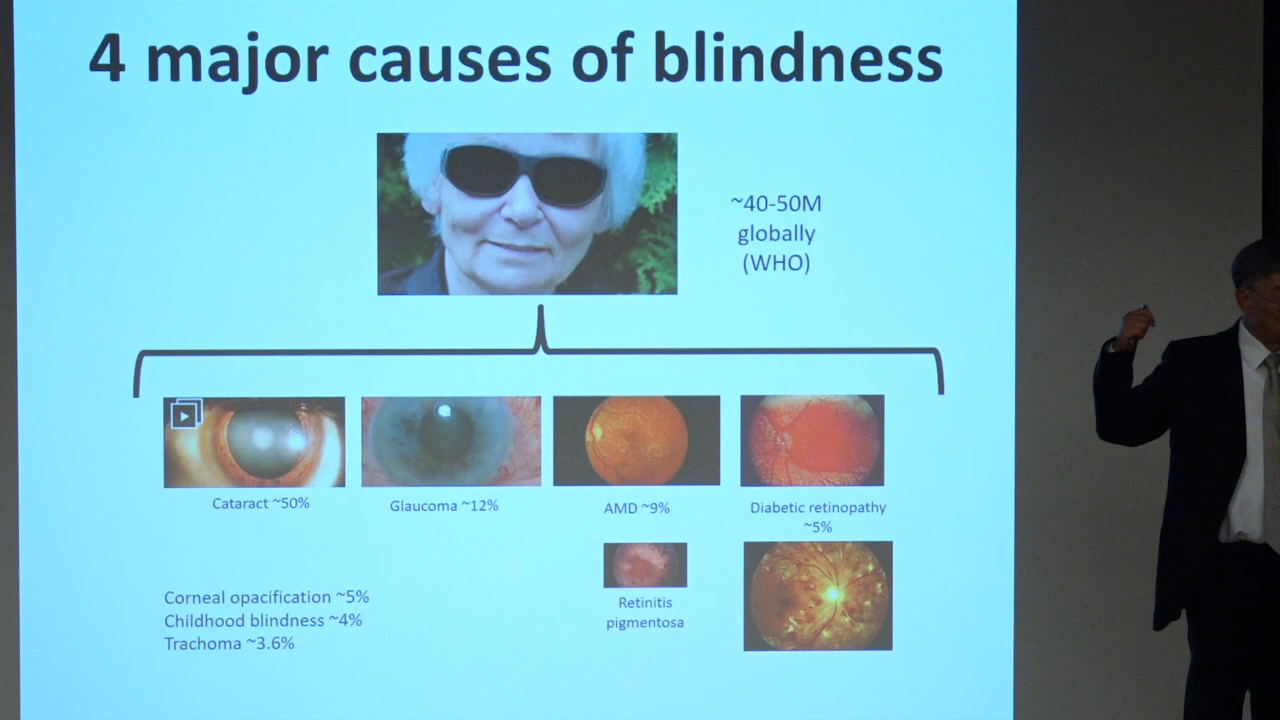 4 major causes of blindness
~40-50M
globally
(WHO)
Cataract ~50%
Glaucoma ~12%
AMD ~9%
Diabetic retinopathy
~5%
Retinitis
pigmentosa
Corneal opacification ~5%
Childhood blindness ~4%
Trachoma ~3.6%